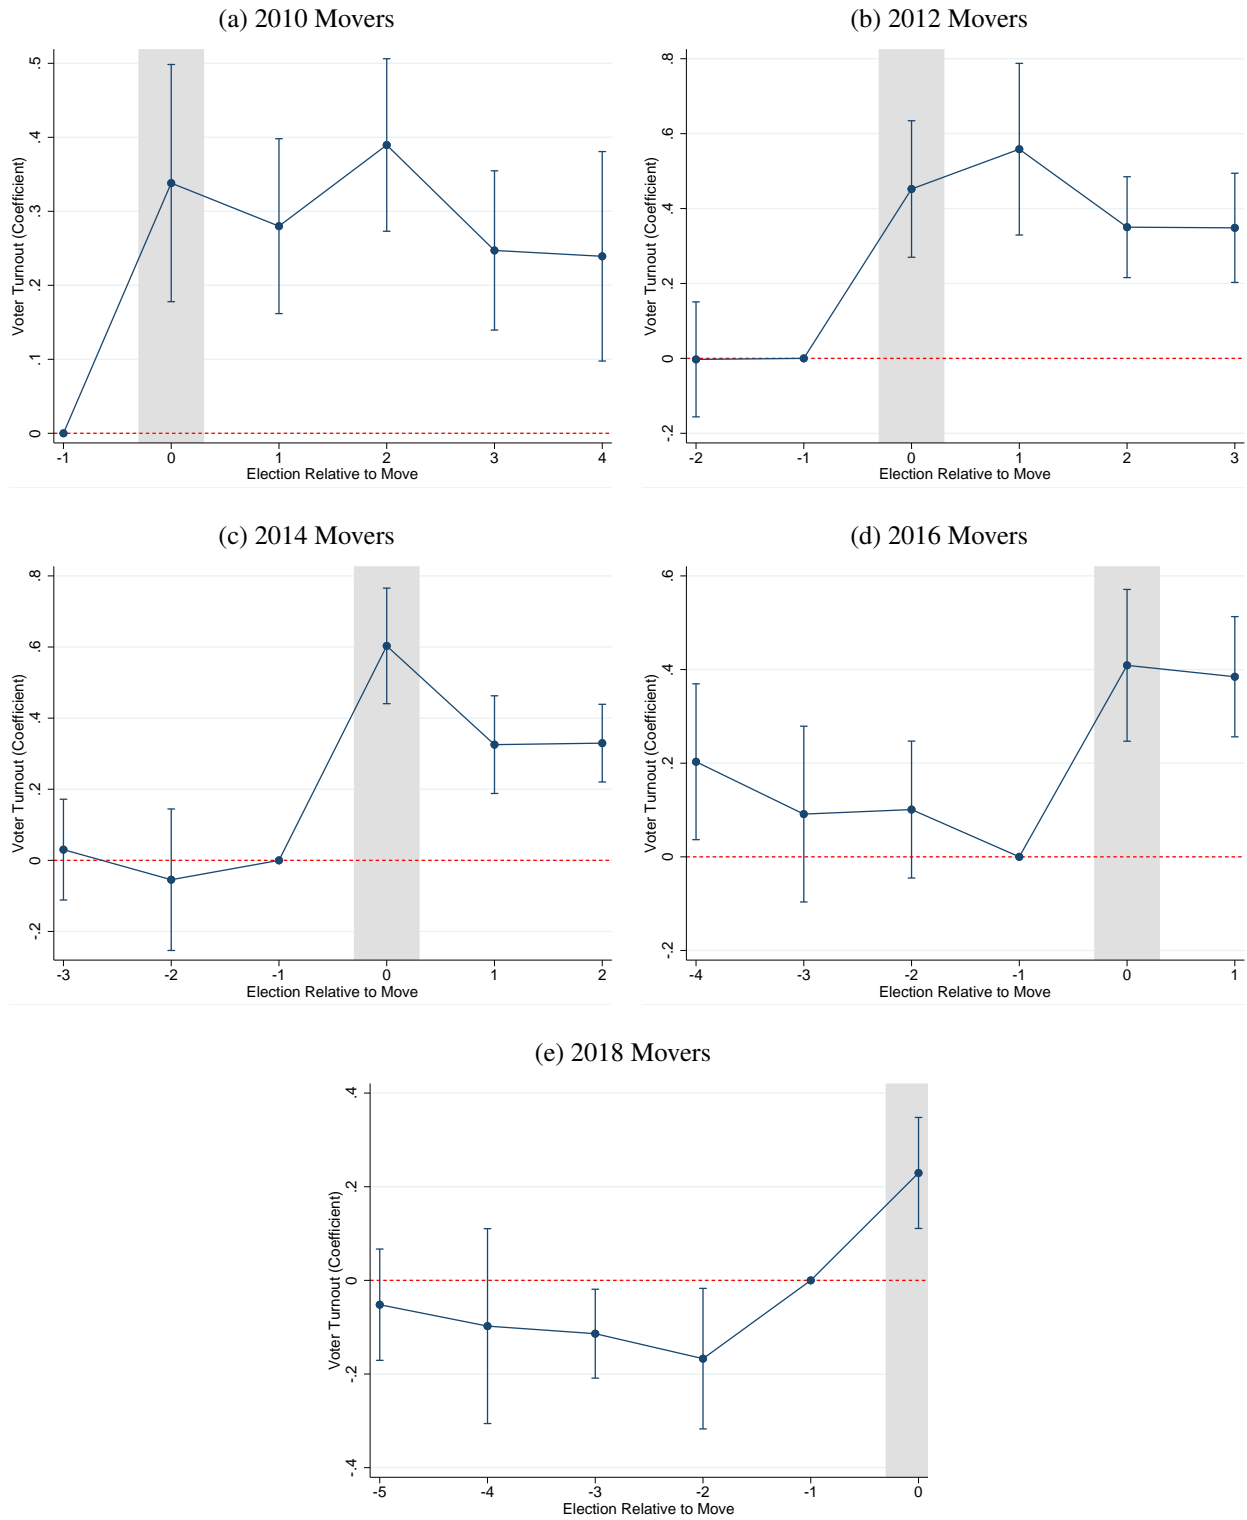 (a) 2010 Movers
Voter Turnout (Coefficient)
.5
.4
.3
.2
.1
0
-1 0 1 2 3 4
Election Relative to Move
(b) 2012 Movers
Voter Turnout (Coefficient)
.8
.6
.4
.2
0
-.2
-2 -1 0 1 2 3
Election Relative to Move
(c) 2014 Movers
Voter Turnout (Coefficient)
.8
.6
.4
.2
0
-.2
-3 -2 -1 0 1 2
Election Relative to Move
(d) 2016 Movers
Voter Turnout (Coefficient)
.6
.4
.2
0
-.2
-4 -3 -2 -1 0 1
Election Relative to Move
(e) 2018 Movers
Voter Turnout (Coefficient)
.4
.2
0
-.2
-.4
-5 -4 -3 -2 -1 0
Election Relative to Move